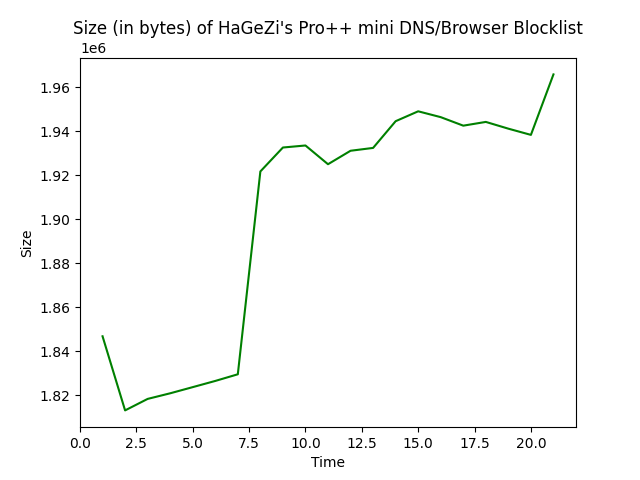 Size (in bytes) of HaGeZi's Pro++ mini DNS/Browser Blocklist
1e6
1.96
1.94
1.92
1.90
1.88
1.86
1.84
1.82
Size
0.0 2.5 5.0 7.5 10.0 12.5 15.0 17.5 20.0
Time